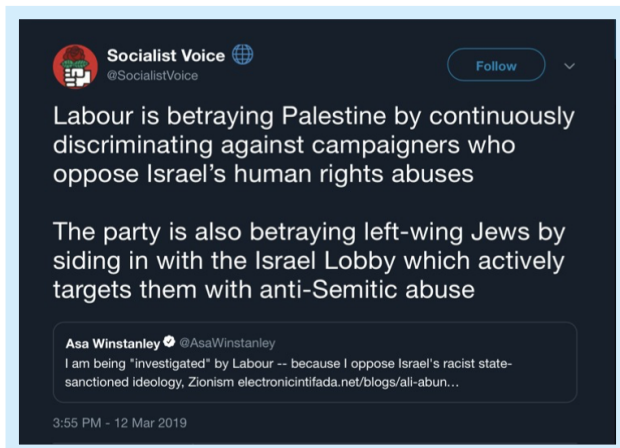 Socialist Voice
@SocialistVoice
Follow
Labour is betraying Palestine by continuously
discriminating against campaigners who
oppose Israel’s human rights abuses
The party is also betraying left-wing Jews by
siding in with the Israel Lobby which actively
targets them with anti-Semitic abuse
Asa Winstanley @AsaWinstanley
I am being "investigated" by Labour -- because I oppose Israel's racist state-
sanctioned ideology, Zionism electronicintifada.net/blogs/ali-abun...
3:55 PM - 12 Mar 2019